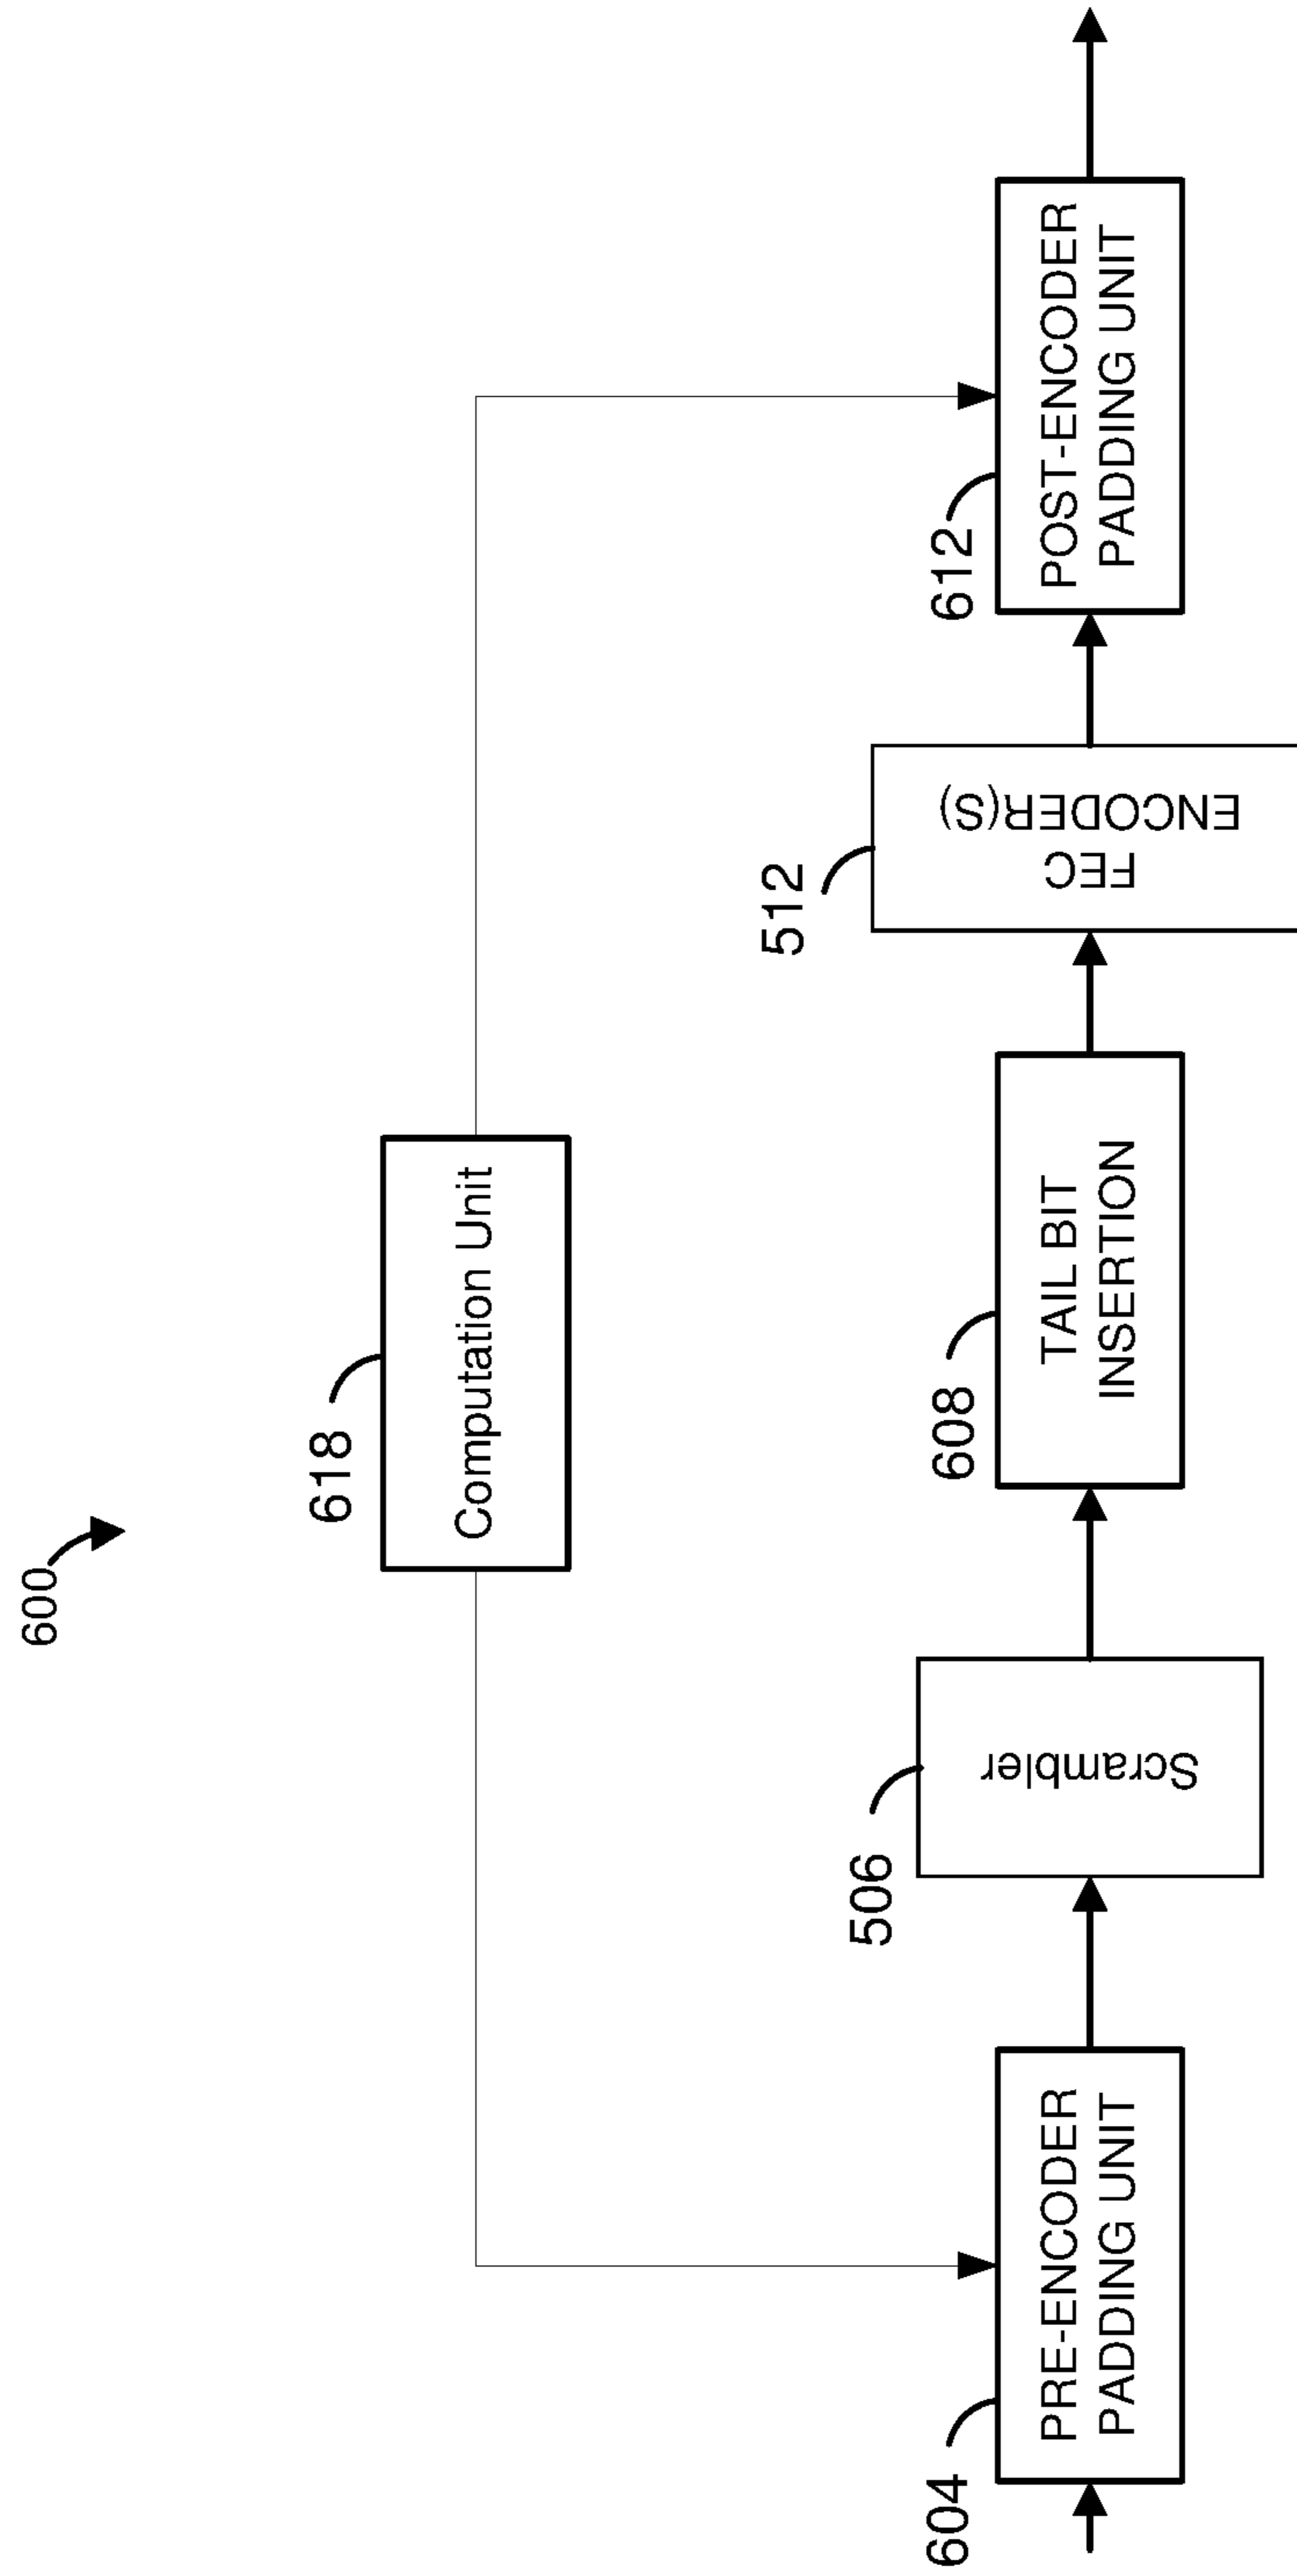 600
618
Computation Unit
604
PRE-ENCODER
PADDING UNIT
506
Scrambler
608
TAIL BIT
INSERTION
512
FEC
ENCODER(S)
612
POST-ENCODER
PADDING UNIT